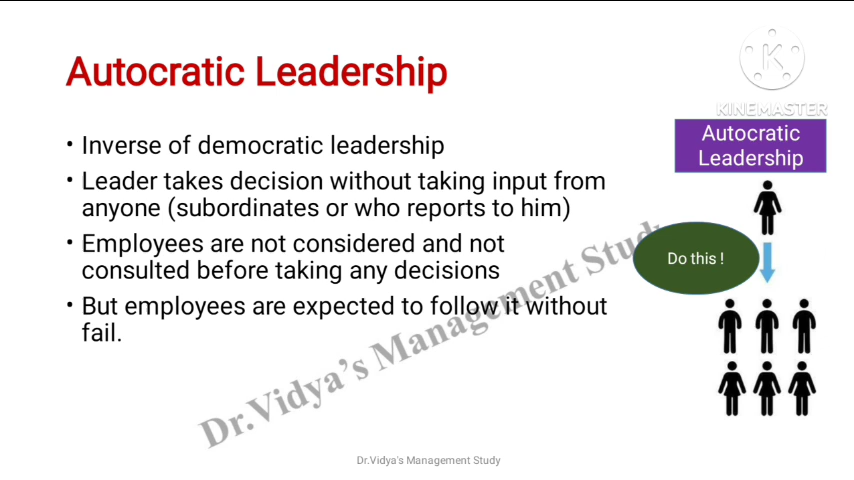 Autocratic Leadership
KINEMASTER
• Inverse of democratic leadership
• Leader takes decision without taking input from
anyone (subordinates or who reports to him)
• Employees are not considered and not
consulted before taking any decisions
• But employees are expected to follow it without
fail.
Autocratic
Leadership
Do this !
Dr.Vidya's Management Study
Dr.Vidya's Management Study